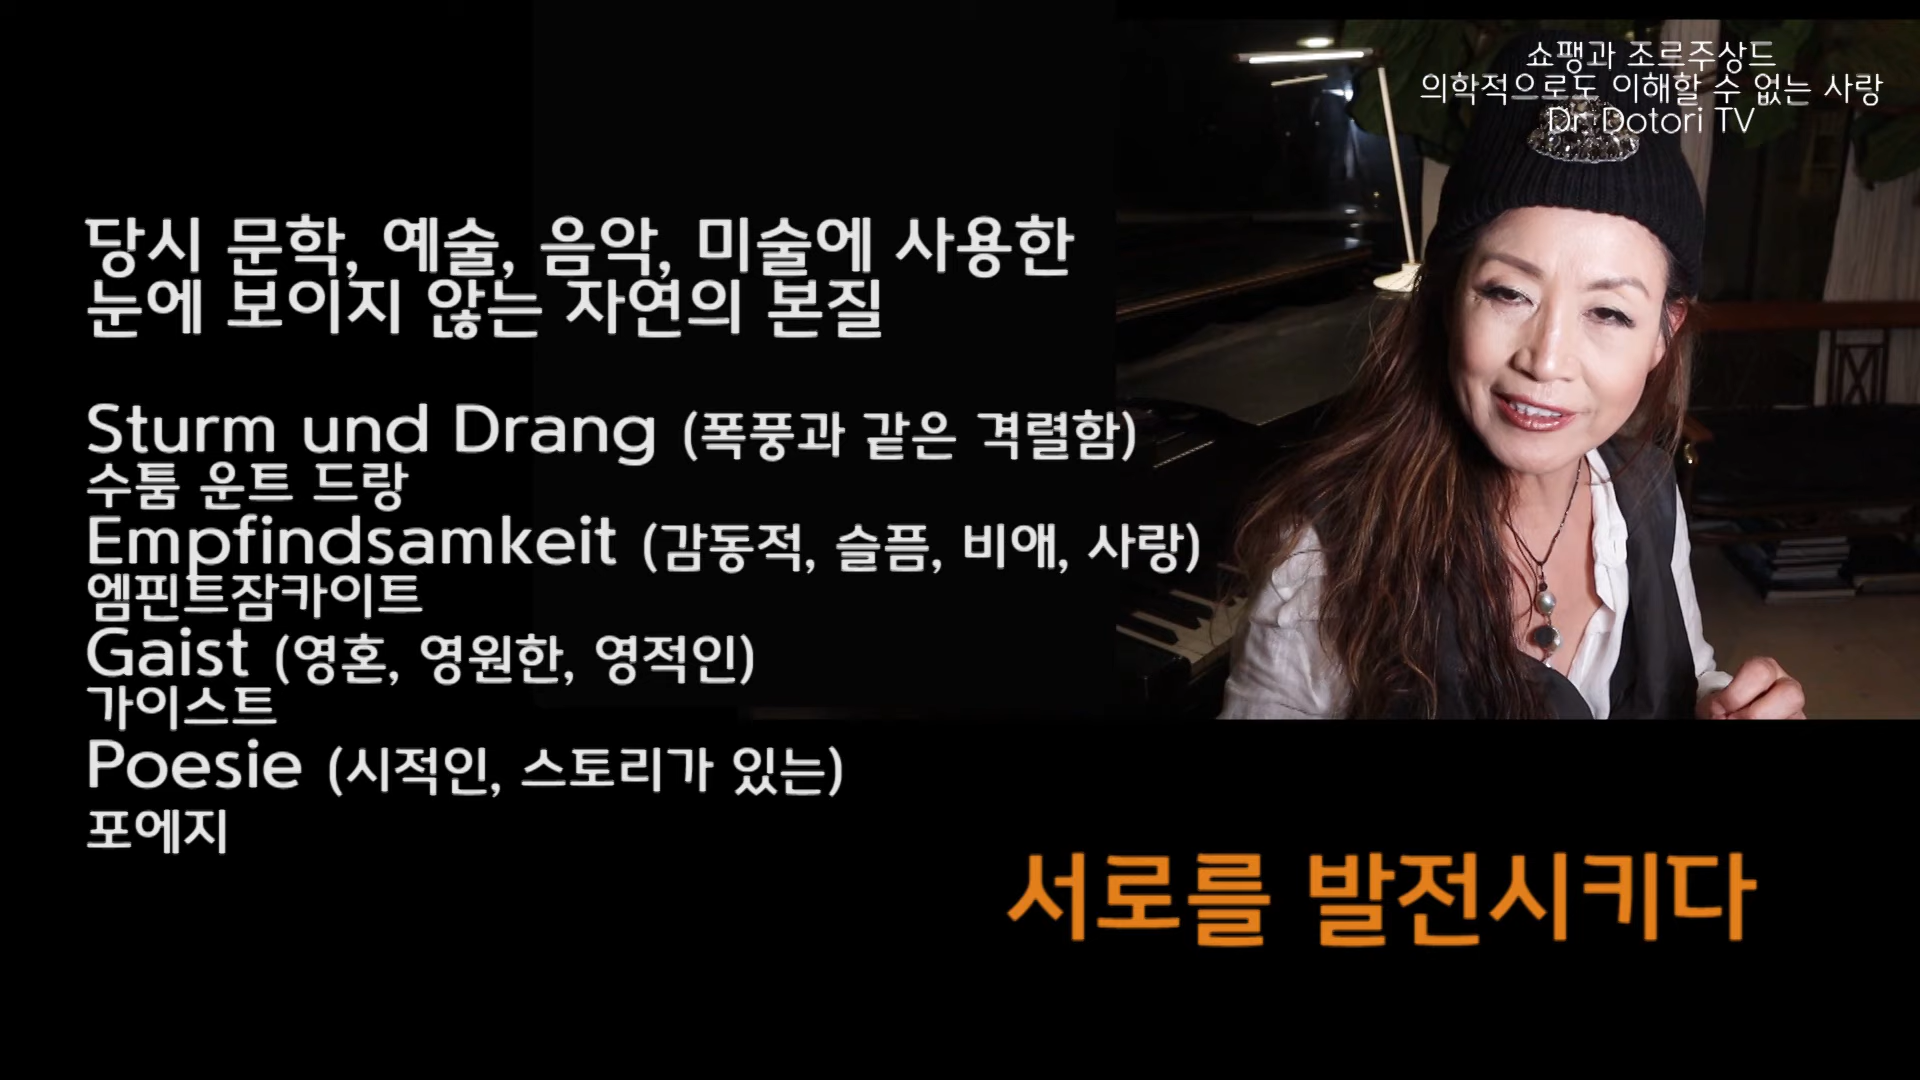 쇼팽과 조르주상드
의학적으로도 이해할 수 없는 사랑
Dr Dotori TV
당시 문학, 예술, 음악, 미술에 사용한
눈에 보이지 않는 자연의 본질
Sturm und Drang (폭풍과 같은 격렬함)
수툼 운트 드랑
Empfindsamkeit (감동적, 슬픔, 비애, 사랑)
엠핀트잠카이트
Gaist (영혼, 영원한, 영적인)
가이스트
Poesie (시적인, 스토리가 있는)
포에지
서로를 발전시키다